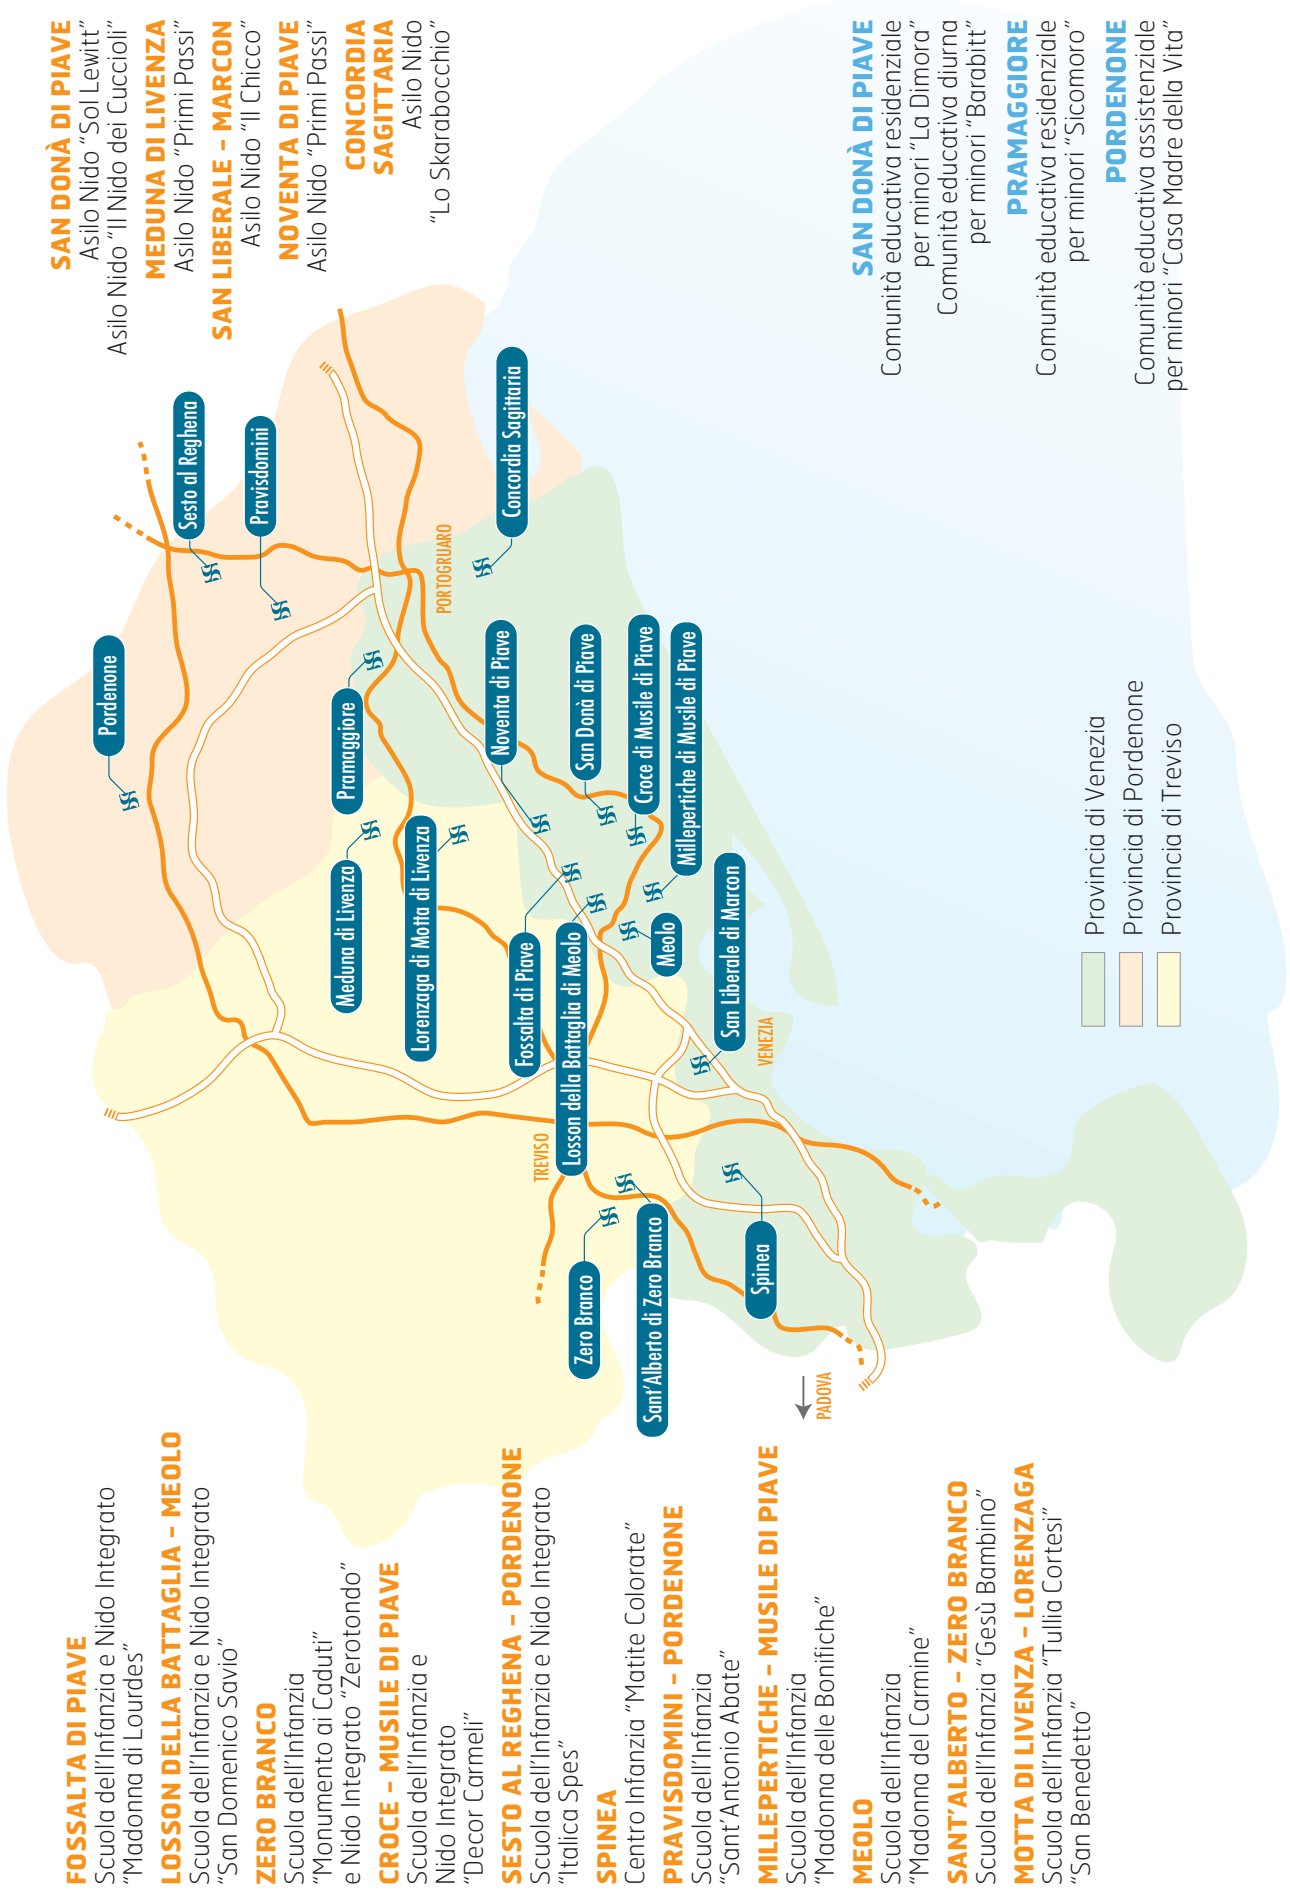 FOSSALTA DI PIAVE
Scuola dell’Infanzia e Nido Integrato
“Madonna di Lourdes”
LOSSON DELLA BATTAGLIA – MEOLO
Scuola dell’Infanzia e Nido Integrato
“San Domenico Savio”
ZERO BRANCO
Scuola dell’Infanzia
“Monumento ai Caduti”
e Nido Integrato “Zerotondo”
CROCE – MUSILE DI PIAVE
Scuola dell’Infanzia e
Nido Integrato
“Decor Carmeli”
SESTO AL REGHENA – PORDENONE
Scuola dell’Infanzia e Nido Integrato
“Italica Spes”
SPINEA
Centro Infanzia “Matite Colorate”
PRAVISDOMINI – PORDENONE
Scuola dell’Infanzia
“Sant’Antonio Abate”
MILLEPERTICHE – MUSILE DI PIAVE
Scuola dell’Infanzia
“Madonna delle Bonifiche”
MEOLO
Scuola dell’Infanzia
“Madonna del Carmine”
SANT’ALBERTO – ZERO BRANCO
Scuola dell’Infanzia “Gesù Bambino”
MOTTA DI LIVENZA – LORENZAGA
Scuola dell’Infanzia “Tullia Cortesi”
“San Benedetto”
Pordenone
Sesto al Reghena
Pravisdomini
Pramaggiore
Meduna di Livenza
Lorenzaga di Motta di Livenza
PORTOGRUARO
Concordia Sagittaria
Noventa di Piave
Fossalta di Piave
TREVISO
Losson della Battaglia di Meolo
San Donà di Piave
Zero Branco
Croce di Musile di Piave
Sant’Alberto di Zero Branco
Meolo
Millepertiche di Musile di Piave
San Liberale di Marcon
VENEZIA
Spinea
PADOVA
Provincia di Venezia
Provincia di Pordenone
Provincia di Treviso
SAN DONÀ DI PIAVE
Asilo Nido “Sol Lewitt”
Asilo Nido “Il Nido dei Cuccioli”
MEDUNA DI LIVENZA
Asilo Nido “Primi Passi”
SAN LIBERALE – MARCON
Asilo Nido “Il Chicco”
NOVENTA DI PIAVE
Asilo Nido “Primi Passi”
CONCORDIA
SAGITTARIA
Asilo Nido
“Lo Skarabocchio”
SAN DONÀ DI PIAVE
Comunità educativa residenziale
per minori “La Dimora”
Comunità educativa diurna
per minori “Barabitt”
PRAMAGGIORE
Comunità educativa residenziale
per minori “Sicomoro”
PORDENONE
Comunità educativa assistenziale
per minori “Casa Madre della Vita”